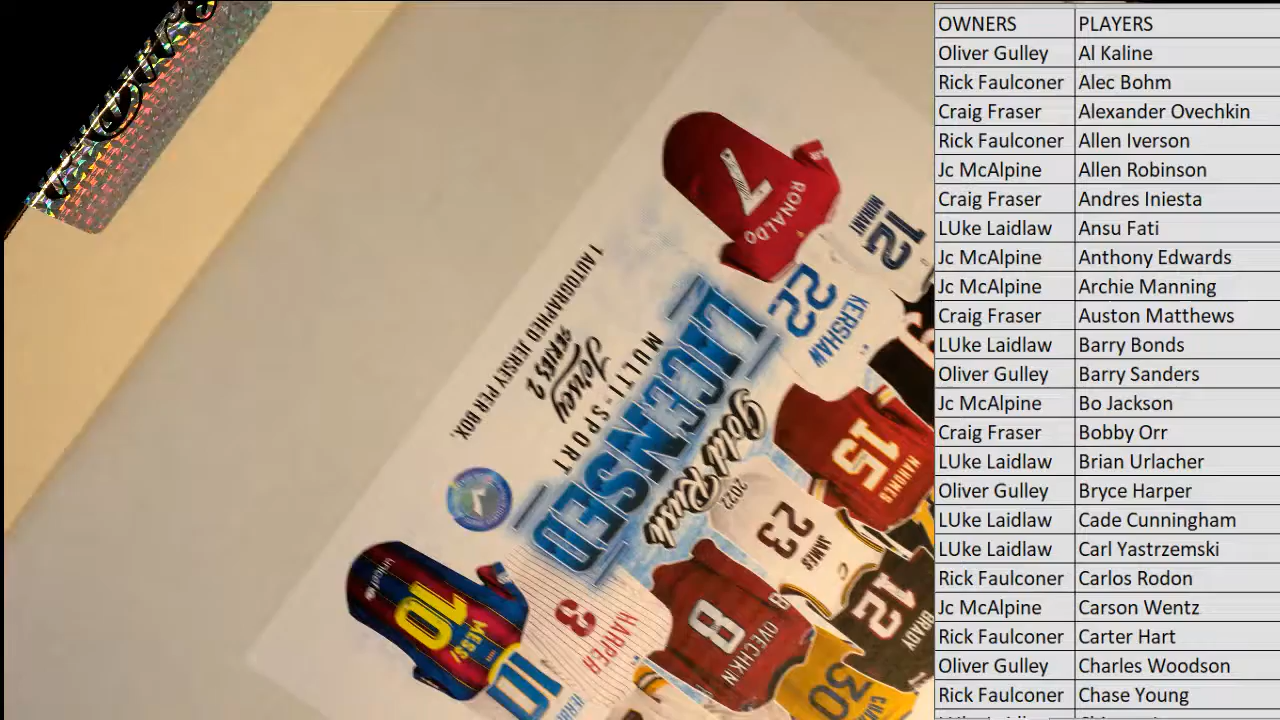 OWNERS PLAYERS
Oliver Gulley Al Kaline
Rick Faulconer Alec Bohm
Craig Fraser Alexander Ovechkin
Rick Faulconer Allen Iverson
Jc McAlpine Allen Robinson
Craig Fraser Andres Iniesta
LUke Laidlaw Ansu Fati
Jc McAlpine Anthony Edwards
Jc McAlpine Archie Manning
Craig Fraser Auston Matthews
LUke Laidlaw Barry Bonds
Oliver Gulley Barry Sanders
Jc McAlpine Bo Jackson
Craig Fraser Bobby Orr
LUke Laidlaw Brian Urlacher
Oliver Gulley Bryce Harper
LUke Laidlaw Cade Cunningham
LUke Laidlaw Carl Yastrzemski
Rick Faulconer Carlos Rodon
Jc McAlpine Carson Wentz
Rick Faulconer Carter Hart
Oliver Gulley Charles Woodson
Rick Faulconer Chase Young
1 AUTOGRAPHED JERSEY PER BOX.
Jersey
SERIES 2
MULTI-SPORT
LICENSED
Gold Rush
2022
RONALDO
7
MORANT
12
KERSHAW
22
MAHOMES
15
JAMES
23
BRADY
12
OVECHKIN
8
HARPER
3
unicef
10
MESSI
10
30